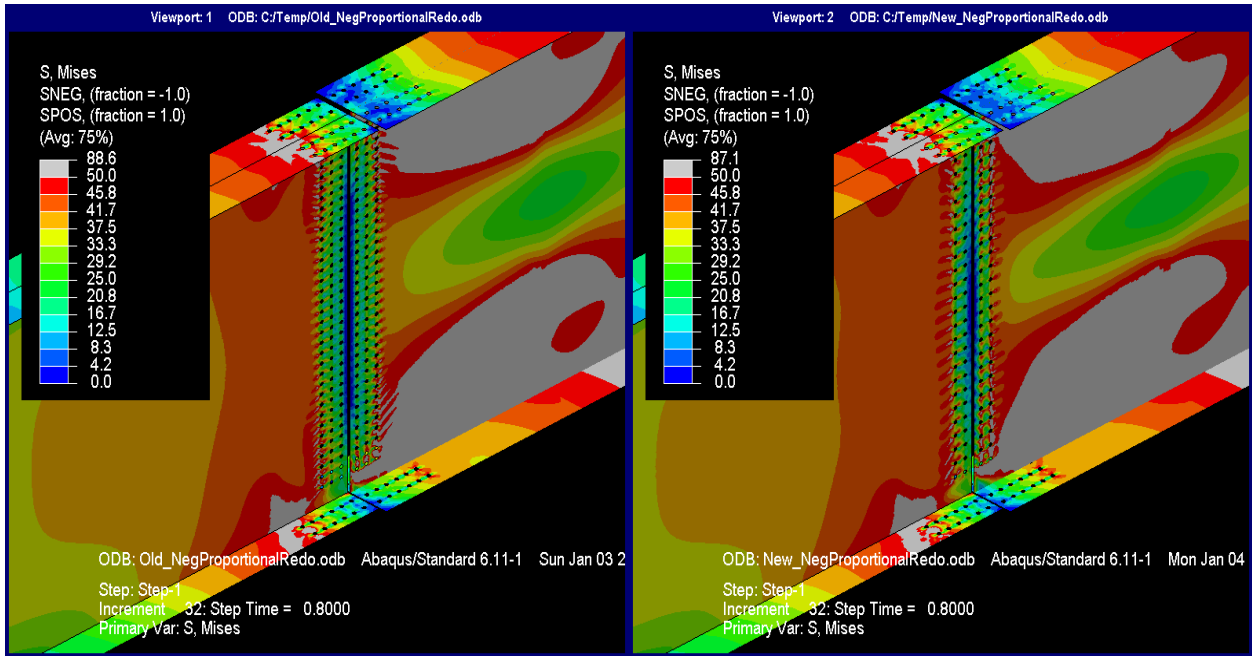 Viewport: 1 ODB: C:/Temp/Old_NegProportionalRedo.odb
S, Mises
SNEG, (fraction = -1.0)
SPOS, (fraction = 1.0)
(Avg: 75%)
88.6
50.0
45.8
41.7
37.5
33.3
29.2
25.0
20.8
16.7
12.5
8.3
4.2
0.0
ODB: Old_NegProportionalRedo.odb Abaqus/Standard 6.11-1 Sun Jan 03 2
Step: Step-1
Increment 32: Step Time = 0.8000
Primary Var: S, Mises
Viewport: 2 ODB: C:/Temp/New_NegProportionalRedo.odb
S, Mises
SNEG, (fraction = -1.0)
SPOS, (fraction = 1.0)
(Avg: 75%)
87.1
50.0
45.8
41.7
37.5
33.3
29.2
25.0
20.8
16.7
12.5
8.3
4.2
0.0
ODB: New_NegProportionalRedo.odb Abaqus/Standard 6.11-1 Mon Jan 04
Step: Step-1
Increment 32: Step Time = 0.8000
Primary Var: S, Mises